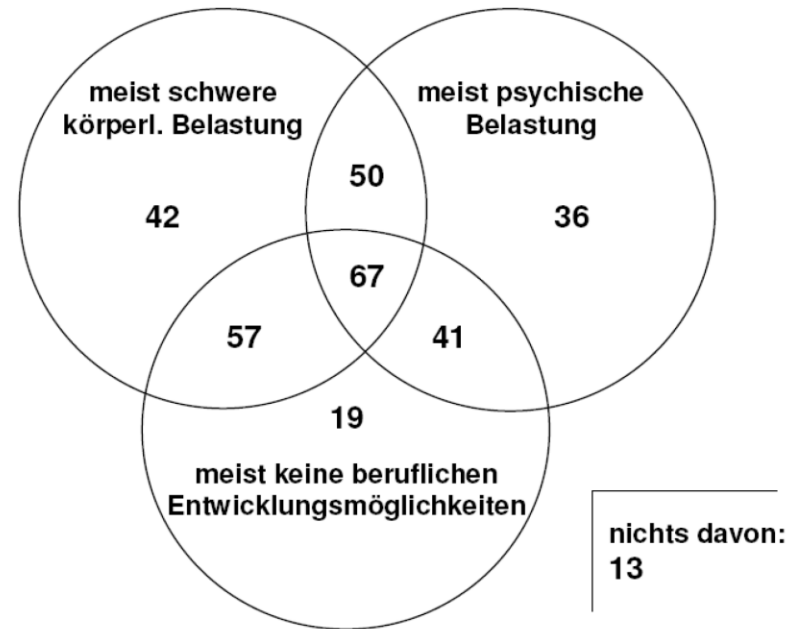 meist schwere
körperl. Belastung
meist psychische
Belastung
50
42
36
67
57
41
19
meist keine beruflichen
Entwicklungsmöglichkeiten
nichts davon:
13